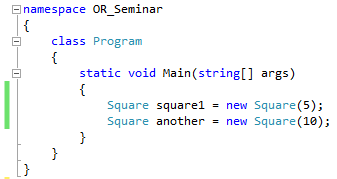 namespace OR_Seminar
{
    class Program
    {
        static void Main(string[] args)
        {
            Square square1 = new Square(5);
            Square another = new Square(10);
        }
    }
}